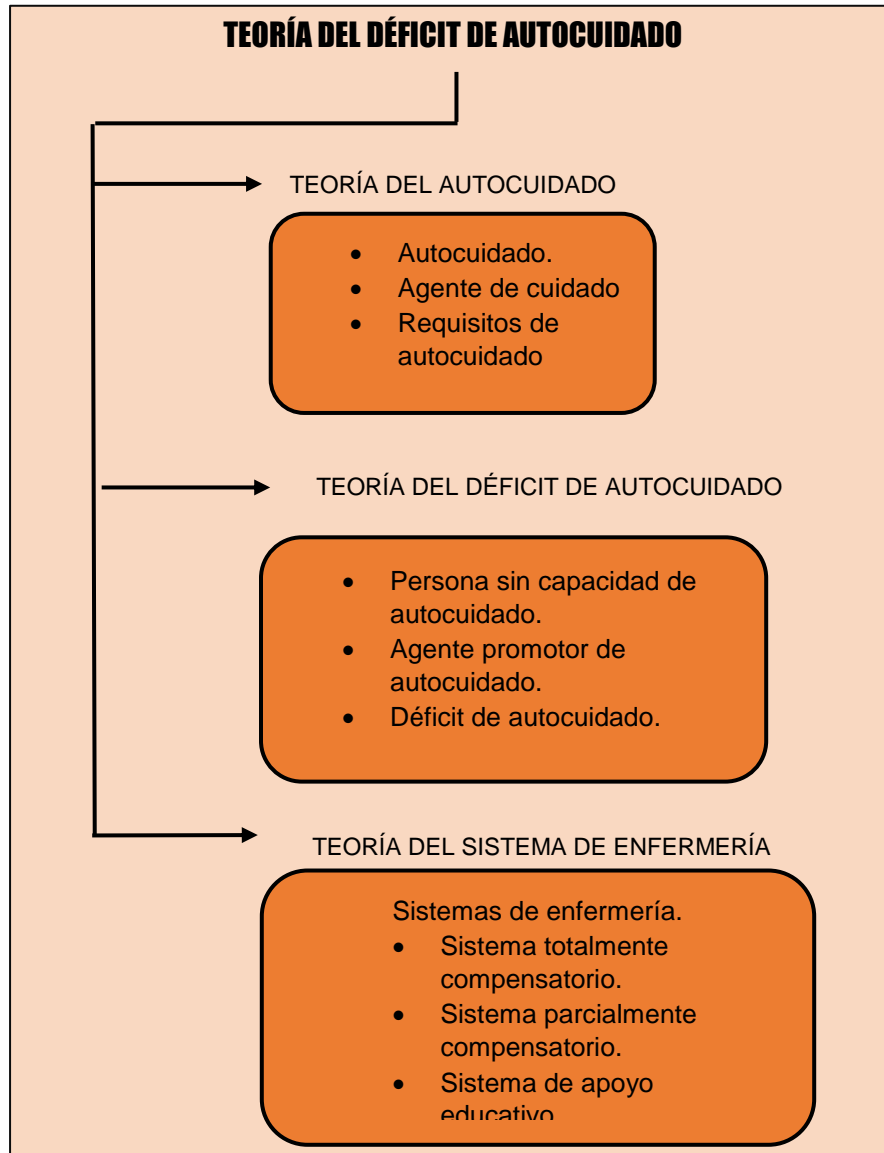 TEORÍA DEL DÉFICIT DE AUTOCUIDADO
TEORÍA DEL AUTOCUIDADO
• Autocuidado.
• Agente de cuidado
• Requisitos de
autocuidado
TEORÍA DEL DÉFICIT DE AUTOCUIDADO
• Persona sin capacidad de
autocuidado.
• Agente promotor de
autocuidado.
• Déficit de autocuidado.
TEORÍA DEL SISTEMA DE ENFERMERÍA
Sistemas de enfermería.
• Sistema totalmente
compensatorio.
• Sistema parcialmente
compensatorio.
• Sistema de apoyo
educativo